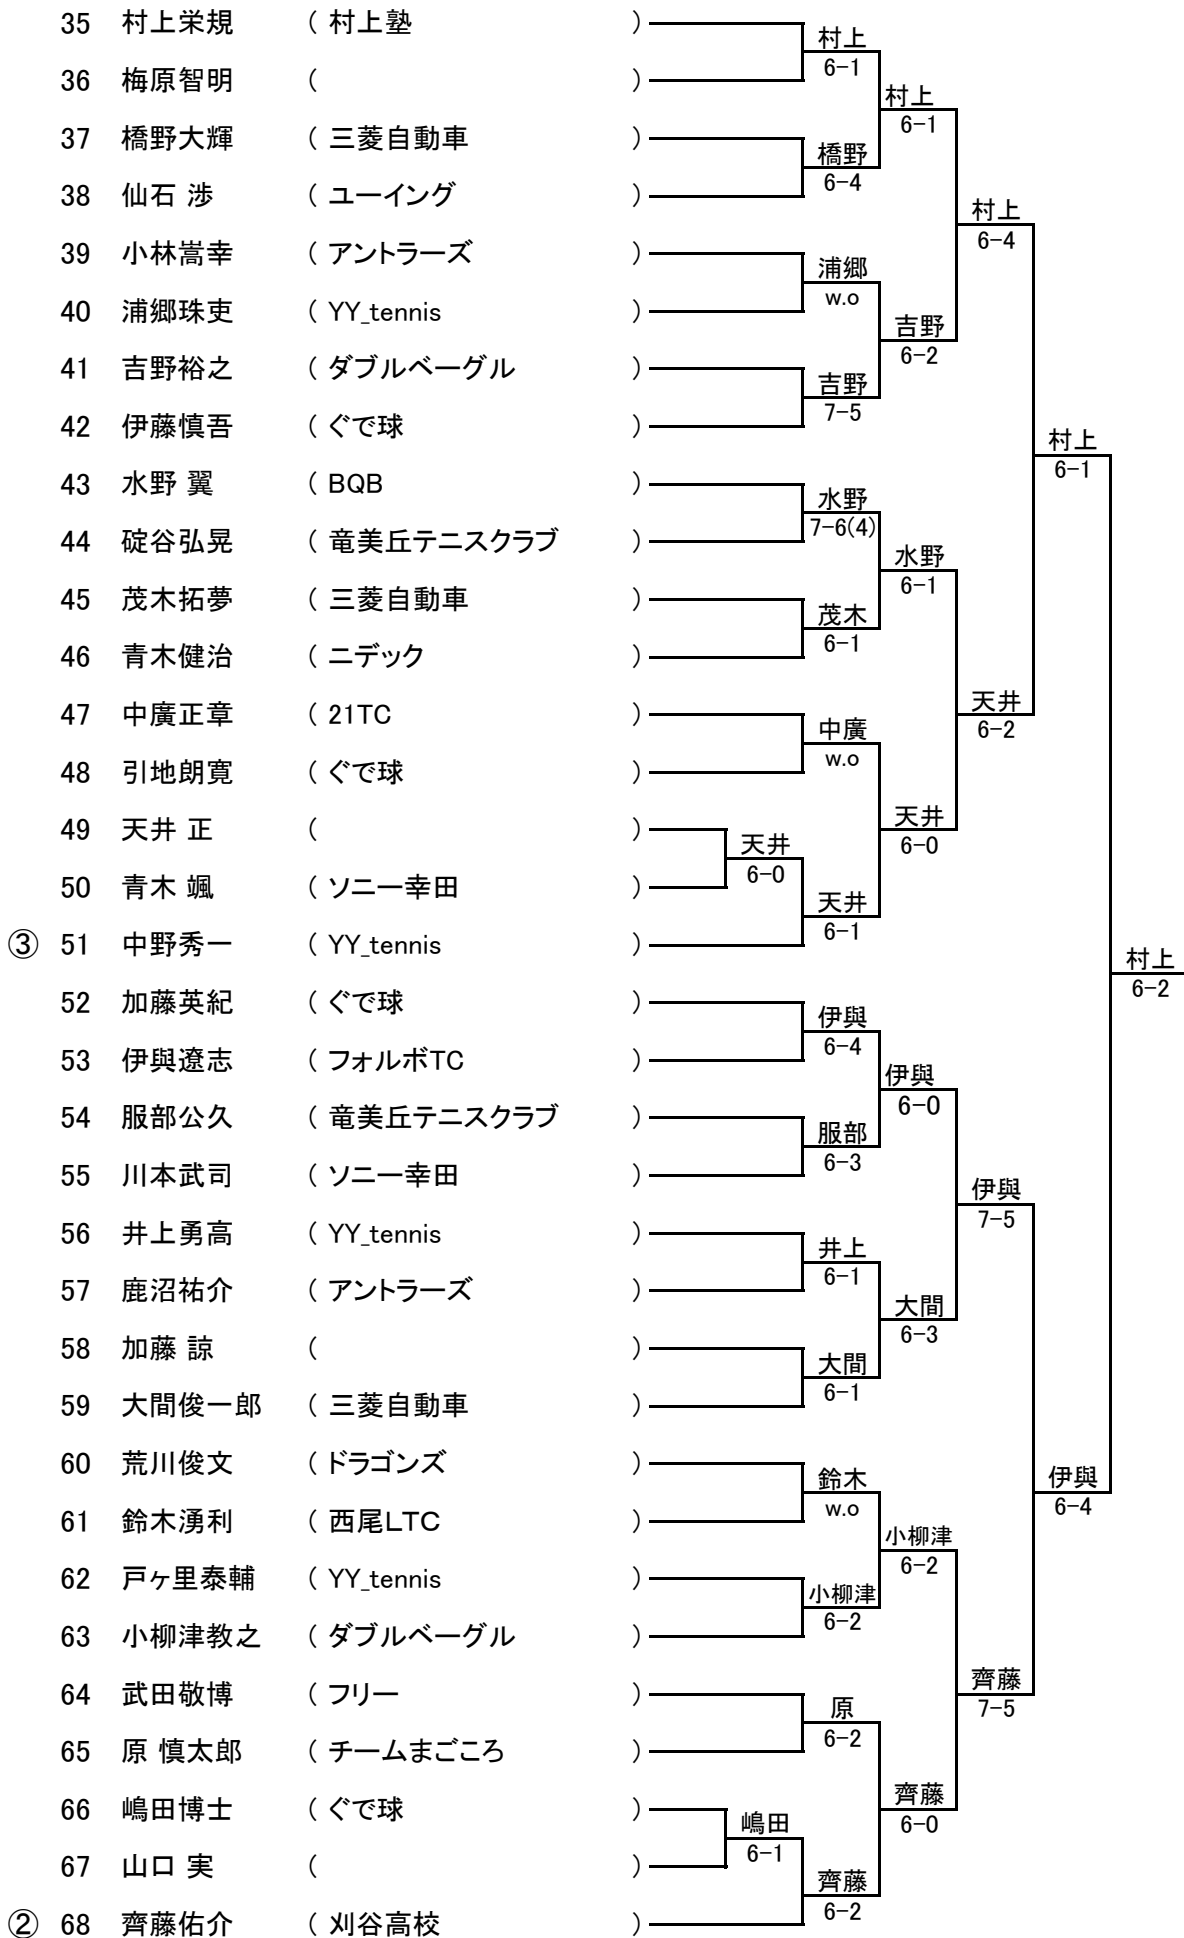 35 村上栄規 ( 村上塾 )
村上
6-1
36 梅原智明 ( )
村上
6-1
37 橋野大輝 ( 三菱自動車 )
橋野
6-4
38 仙石 渉 ( ユーイング )
村上
6-4
39 小林嵩幸 ( アントラーズ )
浦郷
w.o
40 浦郷珠吏 ( YY_tennis )
吉野
6-2
41 吉野裕之 ( ダブルベーグル )
吉野
7-5
42 伊藤慎吾 ( ぐで球 )
村上
6-1
43 水野 翼 ( BQB )
水野
7-6(4)
44 碇谷弘晃 ( 竜美丘テニスクラブ )
水野
6-1
45 茂木拓夢 ( 三菱自動車 )
茂木
6-1
46 青木健治 ( ニデック )
天井
6-2
47 中廣正章 ( 21TC )
中廣
w.o
48 引地朗寛 ( ぐで球 )
天井
6-0
49 天井 正 ( )
天井
6-0
50 青木 颯 ( ソニー幸田 )
天井
6-1
③ 51 中野秀一 ( YY_tennis )
村上
6-2
52 加藤英紀 ( ぐで球 )
伊與
6-4
53 伊與遼志 ( フォルボTC )
伊與
6-0
54 服部公久 ( 竜美丘テニスクラブ )
服部
6-3
55 川本武司 ( ソニー幸田 )
伊與
7-5
56 井上勇高 ( YY_tennis )
井上
6-1
57 鹿沼祐介 ( アントラーズ )
大間
6-3
58 加藤 諒 ( )
大間
6-1
59 大間俊一郎 ( 三菱自動車 )
60 荒川俊文 ( ドラゴンズ )
伊與
6-4
鈴木
w.o
61 鈴木湧利 ( 西尾LTC )
小柳津
6-2
62 戸ヶ里泰輔 ( YY_tennis )
小柳津
6-2
63 小柳津教之 ( ダブルベーグル )
齊藤
7-5
64 武田敬博 ( フリー )
原
6-2
65 原 慎太郎 ( チームまごころ )
齊藤
6-0
66 嶋田博士 ( ぐで球 )
嶋田
6-1
67 山口 実 ( )
齊藤
6-2
② 68 齊藤佑介 ( 刈谷高校 )